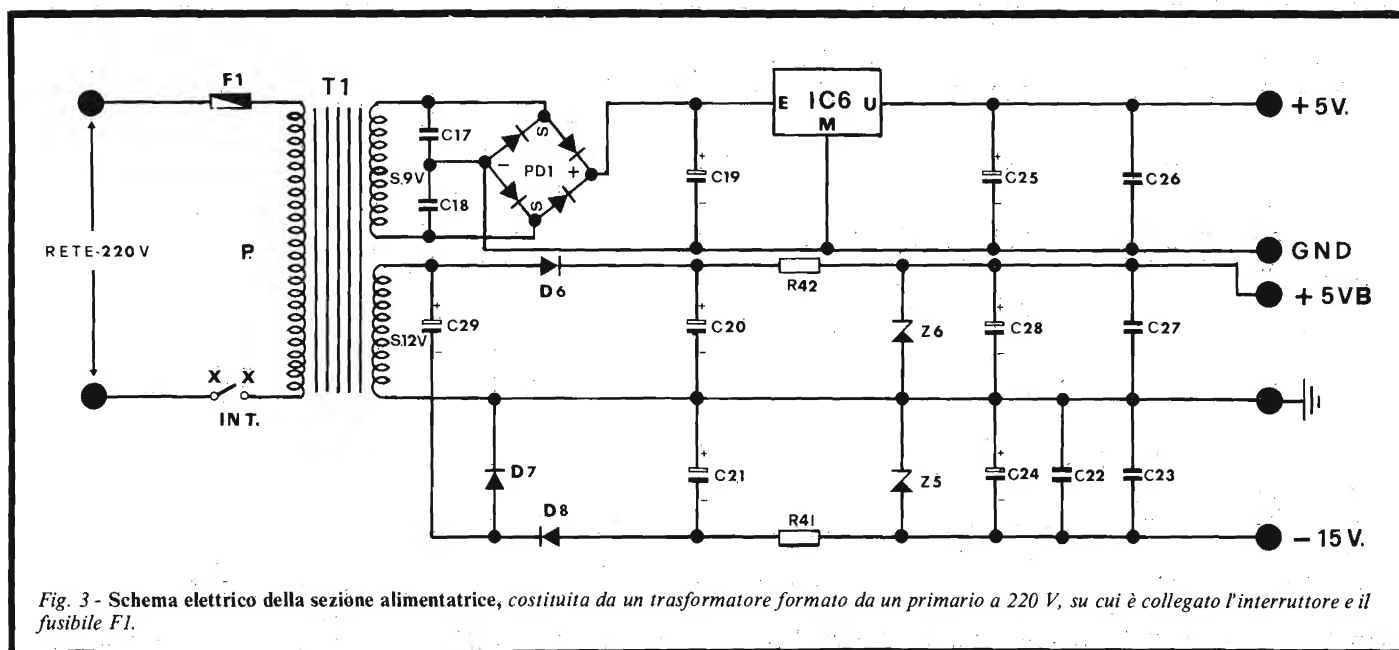 F1
T1
RETE-220 V
P.
X X
INT.
S.9V
C17
C18
S
PD1
- +
S
+
C19
-
E IC6 U
M
+
C25
-
C26
+5V.
GND
+5VB
S.12V
+
C29
-
D6
+
C20
-
R42
Z6
+
C28
-
C27
D7
D8
+
C21
-
R41
Z5
+
C24
-
C22
C23
-15V.
Fig. 3 - Schema elettrico della sezione alimentatrice, costituita da un trasformatore formato da un primario a 220 V, su cui è collegato l'interruttore e il
fusibile F1.